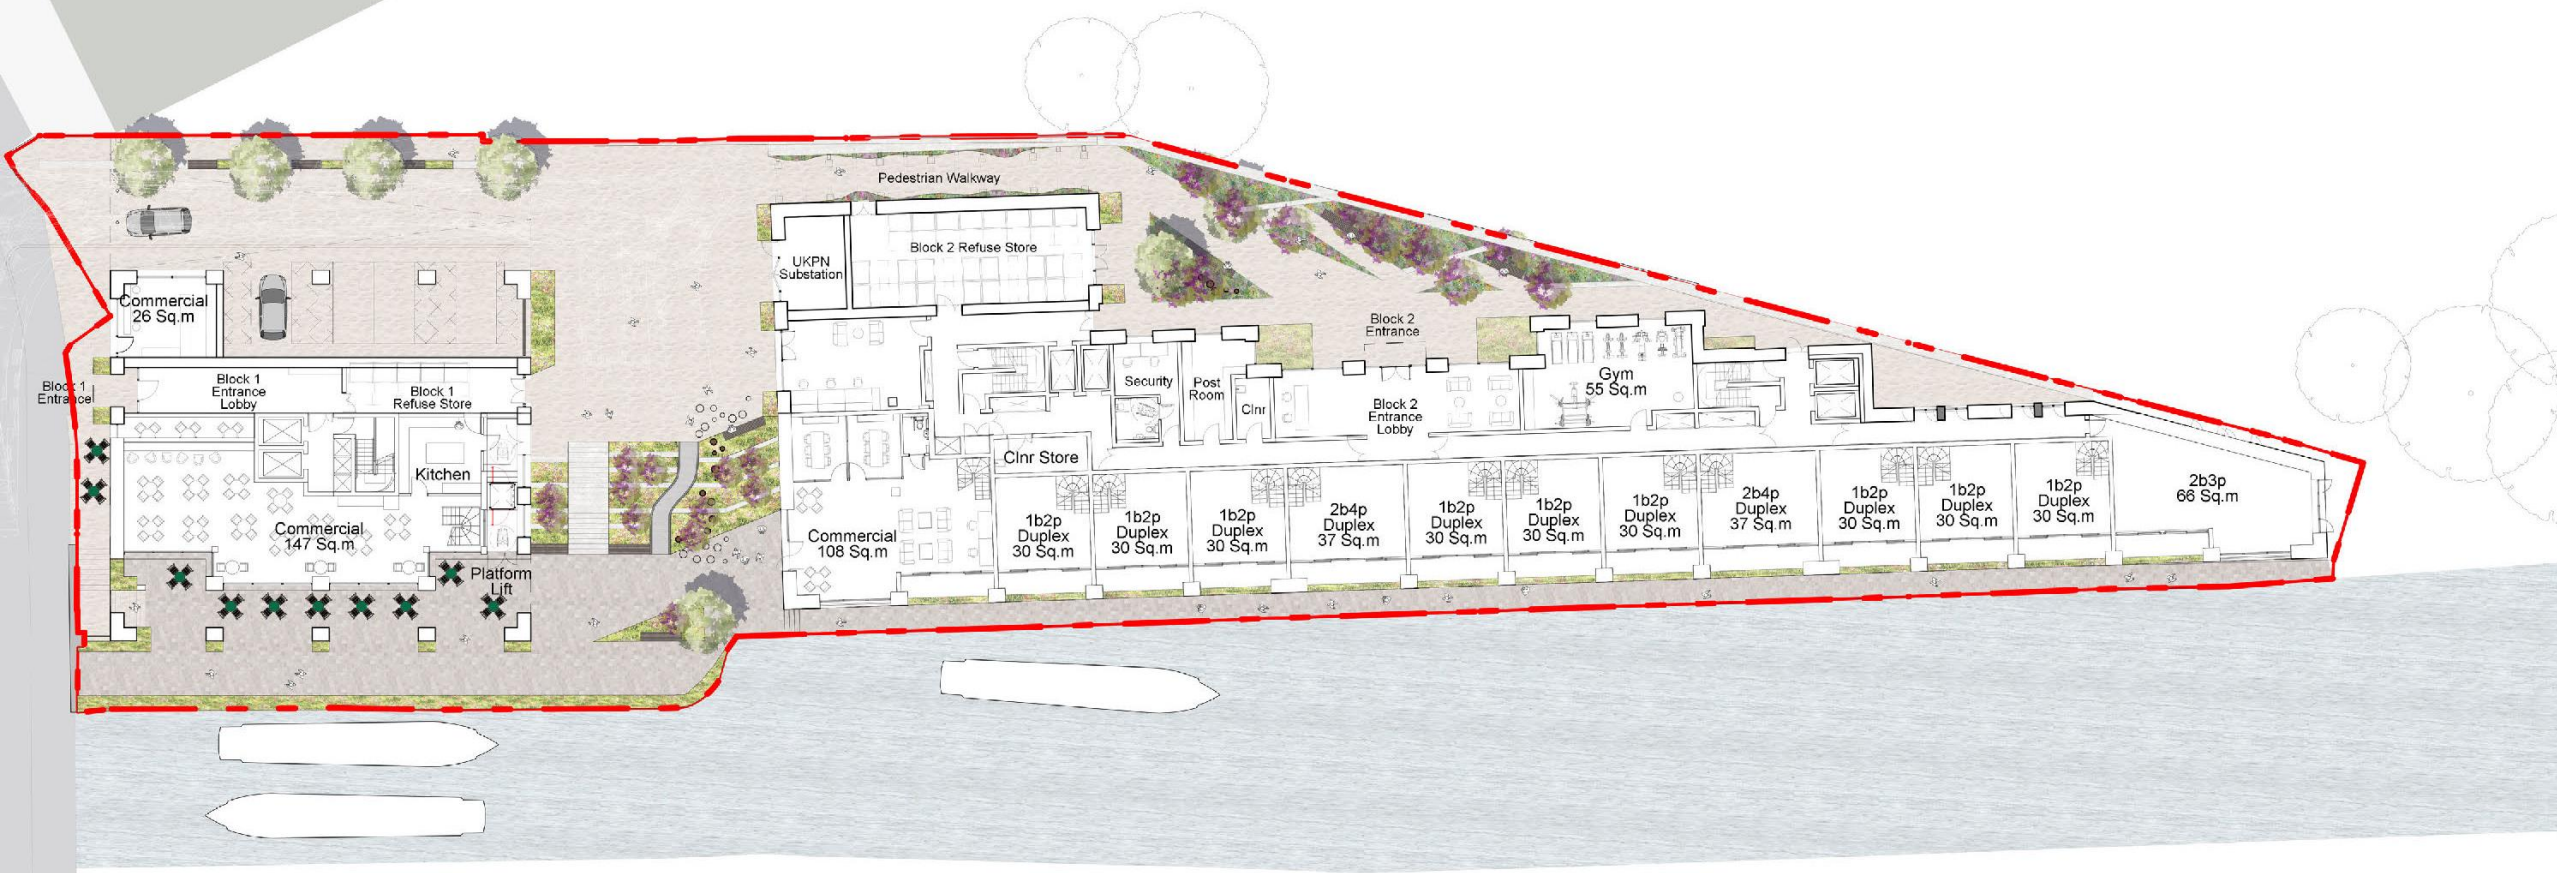 Pedestrian Walkway
UKPN
Substation
Block 2 Refuse Store
Commercial
26 Sq.m
Block 1
Entrance
Block 1
Entrance
Lobby
Block 1
Refuse Store
Kitchen
Commercial
147 Sq.m
Platform
Lift
Block 2
Entrance
Security
Post
Room
Clnr
Block 2
Entrance
Lobby
Gym
55 Sq.m
Clnr Store
Commercial
108 Sq.m
1b2p
Duplex
30 Sq.m
1b2p
Duplex
30 Sq.m
1b2p
Duplex
30 Sq.m
2b4p
Duplex
37 Sq.m
1b2p
Duplex
30 Sq.m
1b2p
Duplex
30 Sq.m
1b2p
Duplex
30 Sq.m
2b4p
Duplex
37 Sq.m
1b2p
Duplex
30 Sq.m
1b2p
Duplex
30 Sq.m
1b2p
Duplex
30 Sq.m
2b3p
66 Sq.m